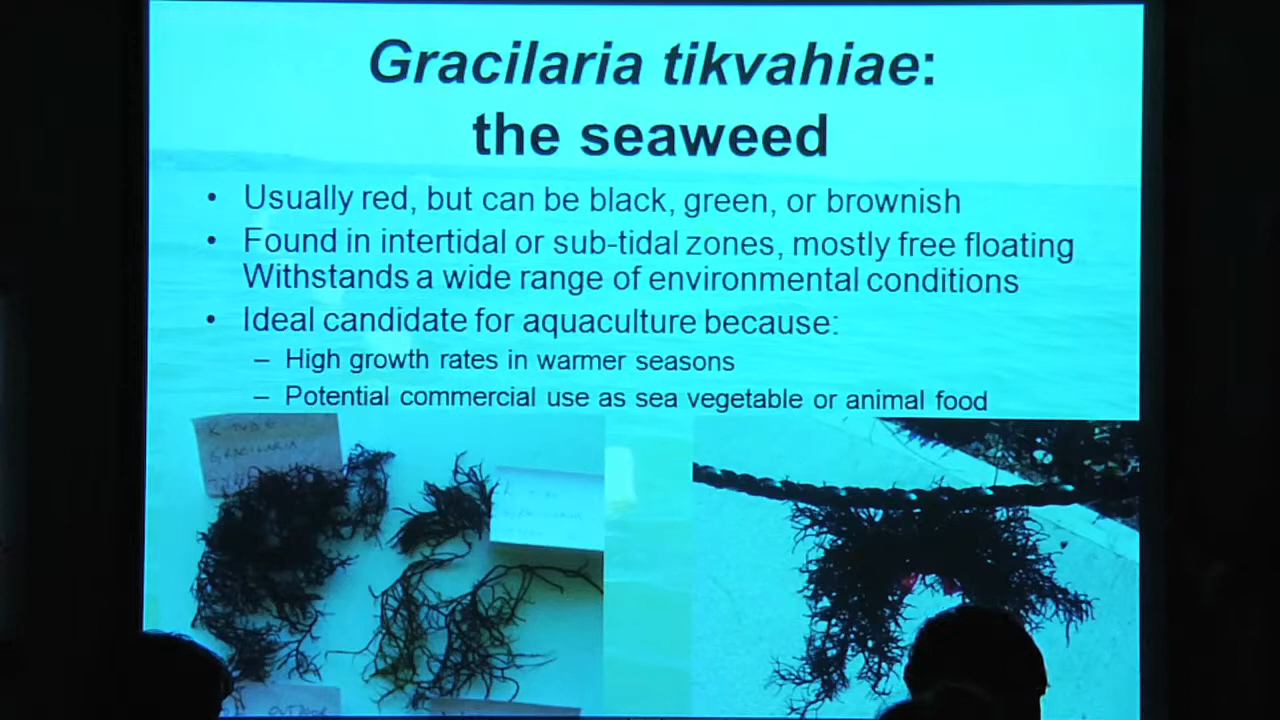 Gracilaria tikvahiae:
the seaweed
• Usually red, but can be black, green, or brownish
• Found in intertidal or sub-tidal zones, mostly free floating
Withstands a wide range of environmental conditions
• Ideal candidate for aquaculture because:
– High growth rates in warmer seasons
– Potential commercial use as sea vegetable or animal food
GRACILARIA
OUTDOOR